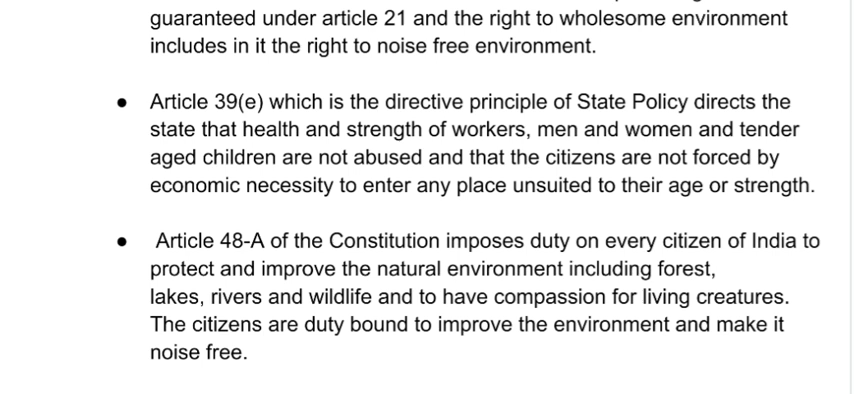 guaranteed under article 21 and the right to wholesome environment
includes in it the right to noise free environment.
● Article 39(e) which is the directive principle of State Policy directs the
state that health and strength of workers, men and women and tender
aged children are not abused and that the citizens are not forced by
economic necessity to enter any place unsuited to their age or strength.
● Article 48-A of the Constitution imposes duty on every citizen of India to
protect and improve the natural environment including forest,
lakes, rivers and wildlife and to have compassion for living creatures.
The citizens are duty bound to improve the environment and make it
noise free.